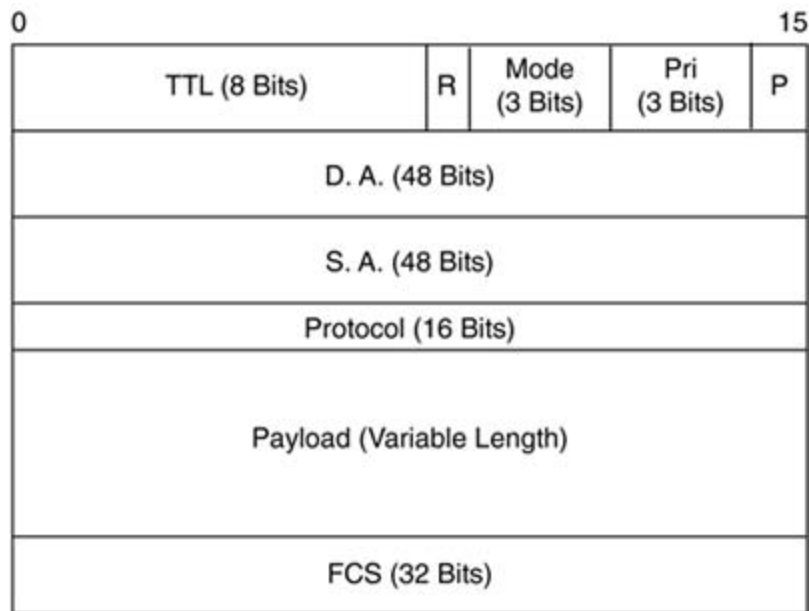 0 15
TTL (8 Bits) R Mode (3 Bits) Pri (3 Bits) P
D. A. (48 Bits)
S. A. (48 Bits)
Protocol (16 Bits)
Payload (Variable Length)
FCS (32 Bits)